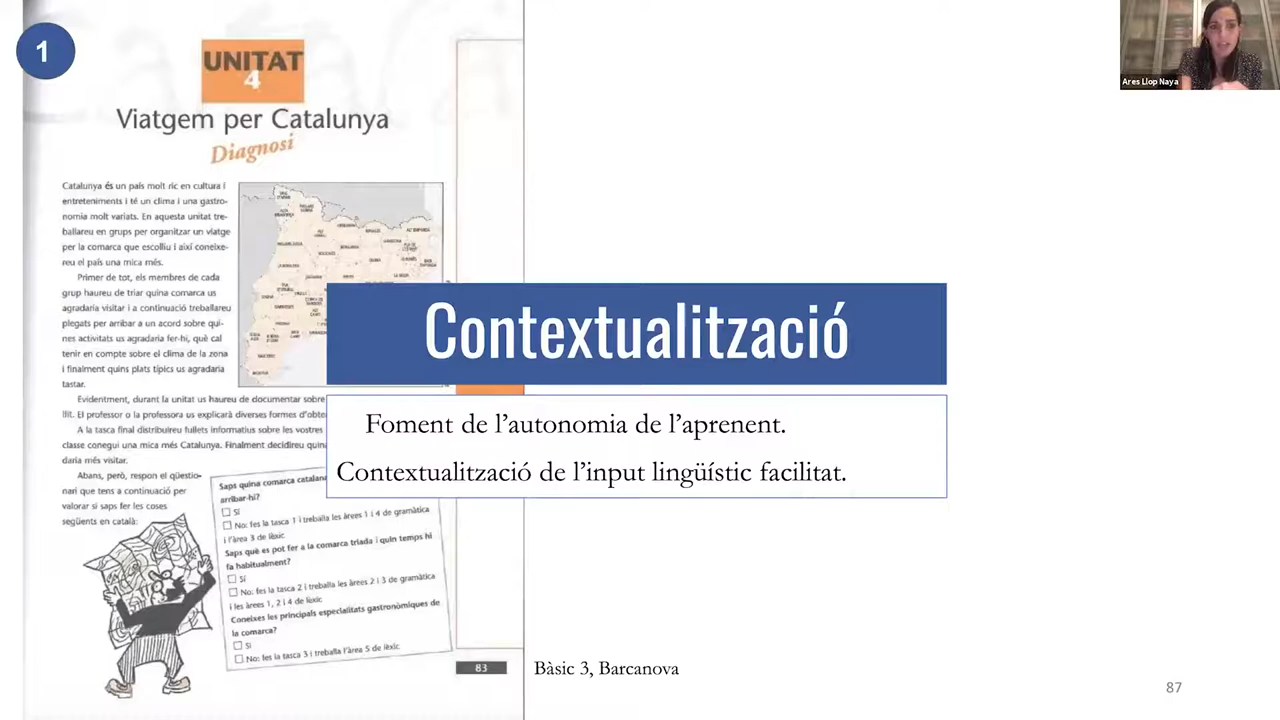 1
UNITAT
4
Viatgem per Catalunya
Diagnosi
Catalunya és un país molt ric en cultura i
entreteniments i té un clima i una gastro-
nomia molt variats. En aquesta unitat tre-
ballareu en grups per organitzar un viatge
per la comarca que escolliu i així coneixe-
reu el país una mica més.
Primer de tot, els membres de cada
grup haureu de triar quina comarca us
agradaria visitar i a continuació treballareu
plegats per arribar a un acord sobre qui-
nes activitats us agradaria fer-hi, què cal
tenir en compte sobre el clima de la zona
i finalment quins plats típics us agradaria
tastar.
Evidentment, durant la unitat us haureu de documentar sobre
llit. El professor o la professora us explicarà diverses formes d'obte
A la tasca final distribuireu fullets informatius sobre les vostres
classe conegui una mica més Catalunya. Finalment decidireu quin
daria més visitar.
Abans, però, respon el qüestio-
nari que tens a continuació per
valorar si saps fer les coses
següents en català:
Saps quina comarca catalan
arribar-hi?
Sí
No: fes la tasca 1 i treballa les àrees 1 i 4 de gramàtica
i l'àrea 3 de lèxic
Saps què es pot fer a la comarca triada i quin temps hi
fa habitualment?
Sí
No: fes la tasca 2 i treballa les àrees 2 i 3 de gramàtica
i les àrees 1, 2 i 4 de lèxic
Coneixes les principals especialitats gastronòmiques de
la comarca?
Sí
No: fes la tasca 3 i treballa l'àrea 5 de lèxic
83
Contextualització
Foment de l'autonomia de l'aprenent.
Contextualització de l'input lingüístic facilitat.
Bàsic 3, Barcanova
87
Ares Llop Naya